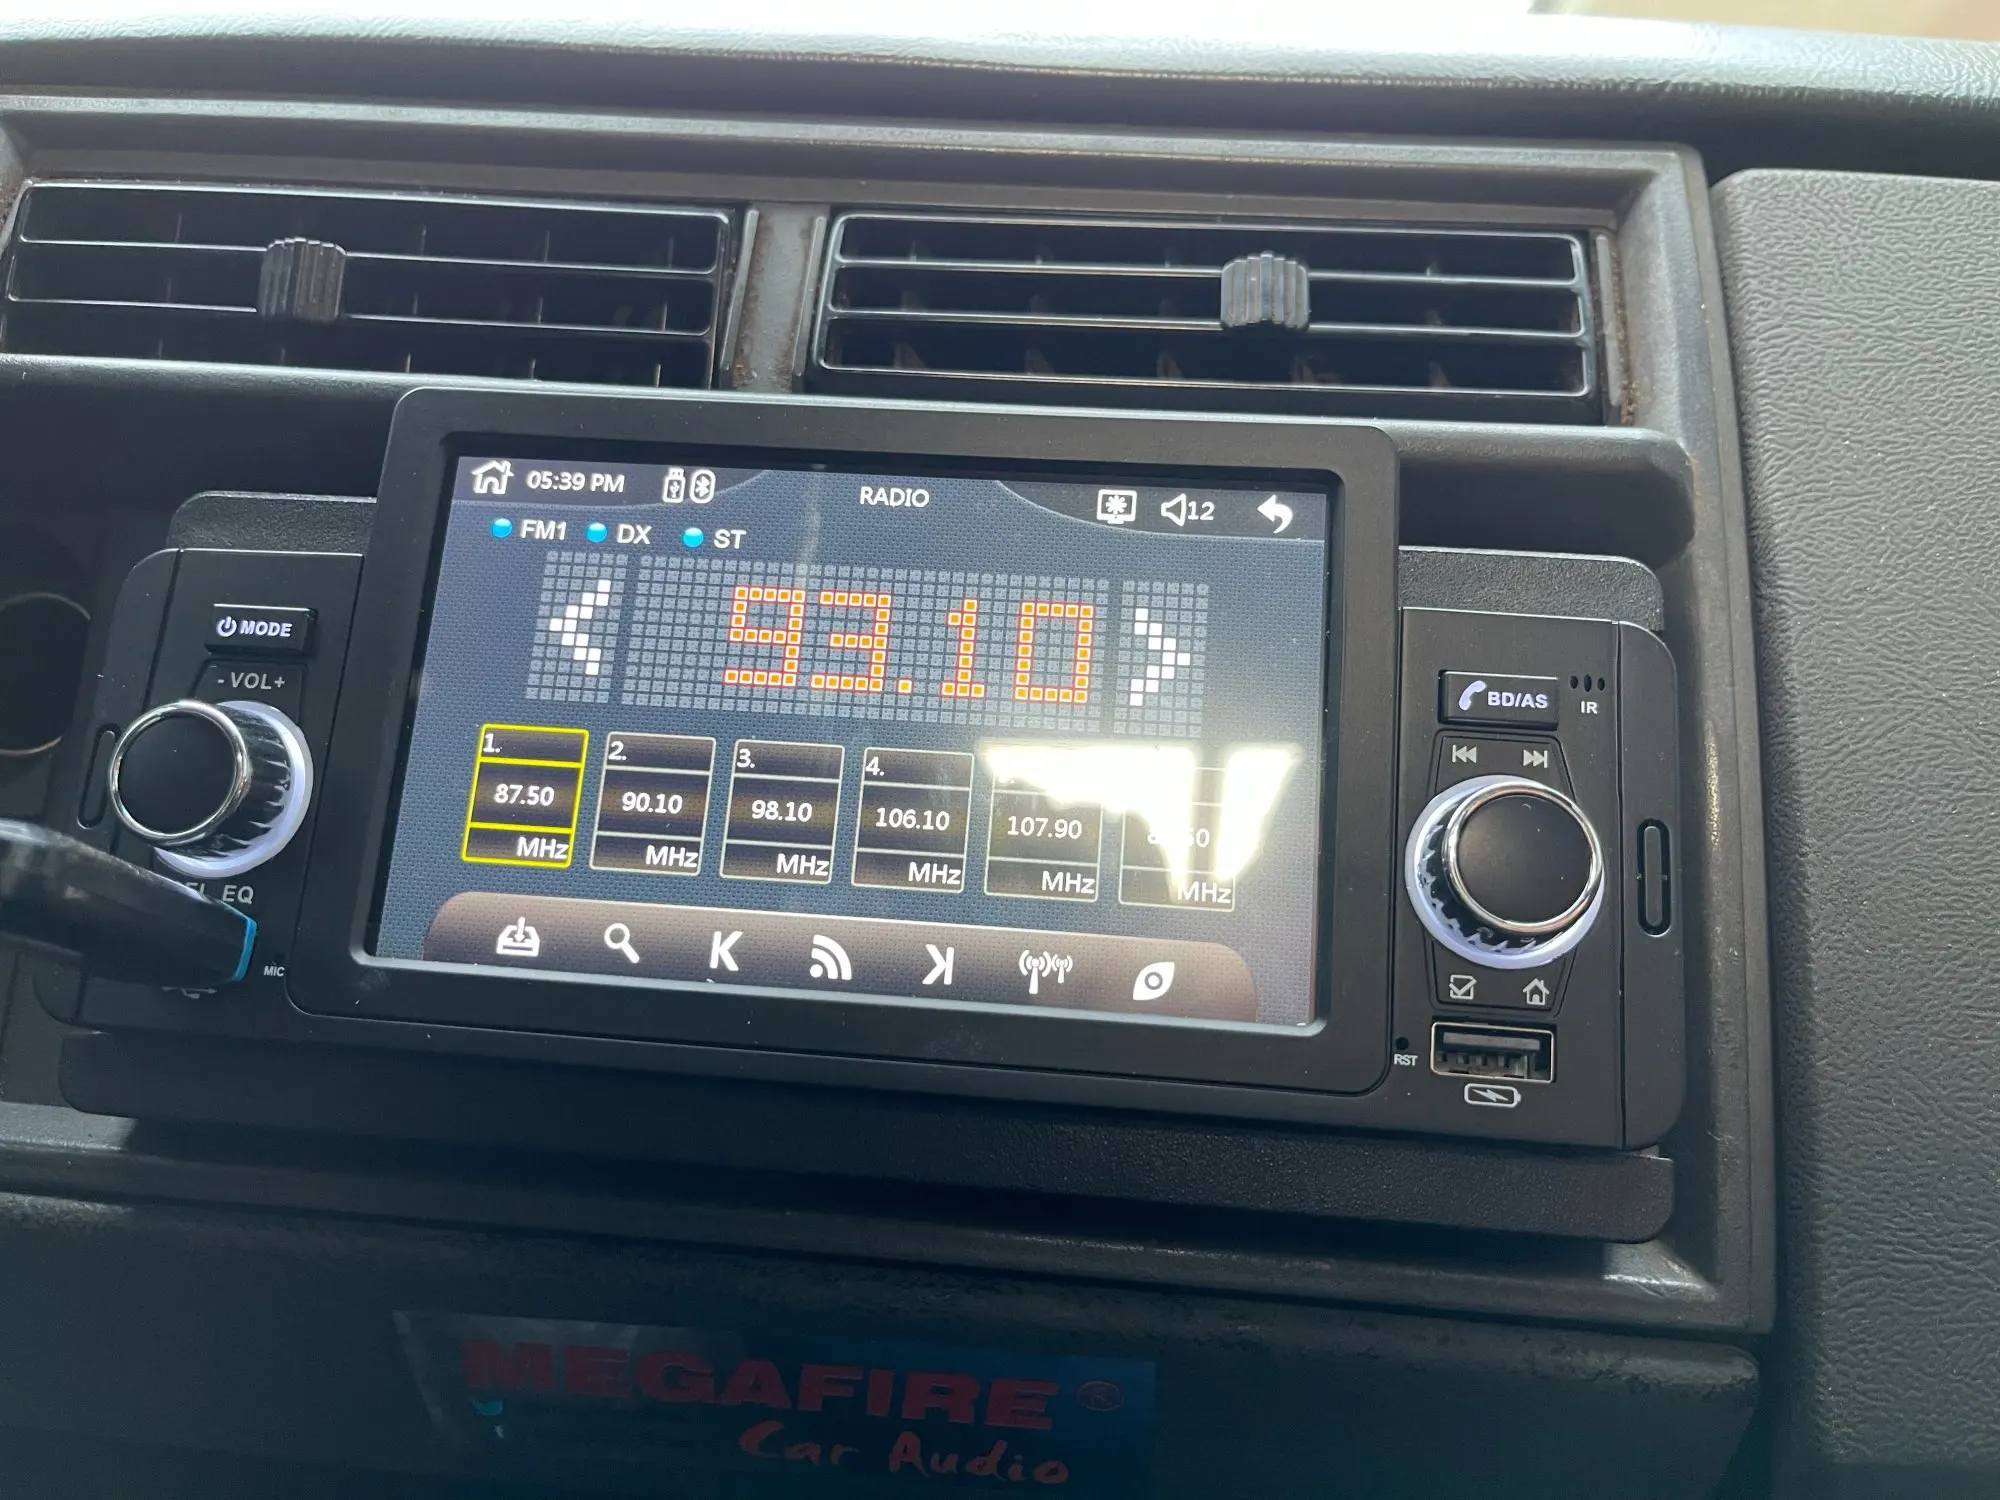 05:39 PM
RADIO
12
FM1 DX ST
93.10
MODE
- VOL+
BD/AS
IR
1.
2.
3.
4.
87.50
90.10
98.10
106.10
107.90
MHz
MHz
MHz
MHz
MHz
MHz
EQ
MIC
RST
MEGAFIRE ®
Car Audio